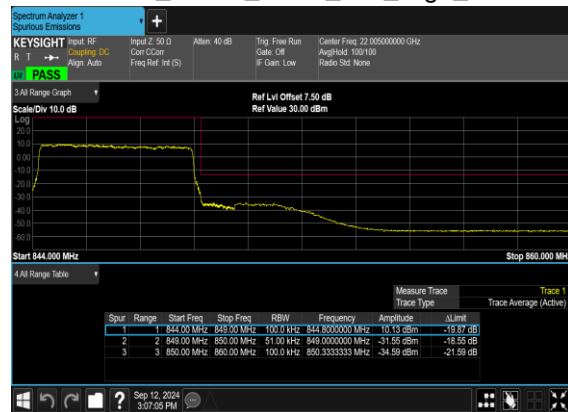 Spectrum Analyzer 1
Spurious Emissions
+
KEYSIGHT Input: RF Input Z: 50 Ω Atten: 40 dB Trig: Free Run Center Freq: 22.005000000 GHz
R T Coupling: DC Corr CCorr Gate: Off Avg|Hold: 100/100
Align: Auto Freq Ref: Int (S) IF Gain: Low Radio Std: None
PASS
3 All Range Graph
Ref Lvl Offset 7.50 dB
Scale/Div 10.0 dB Ref Value 30.00 dBm
Log
20.0
10.0
0.00
-10.0
-20.0
-30.0
-40.0
-50.0
-60.0
Start 844.000 MHz Stop 860.000 MH
4 All Range Table
Measure Trace Trace 1
Trace Type Trace Average (Active)
Spur Range Start Freq Stop Freq RBW Frequency Amplitude ΔLimit
1 1 844.00 MHz 849.00 MHz 100.0 kHz 844.8000000 MHz 10.13 dBm -19.87 dB
2 2 849.00 MHz 850.00 MHz 51.00 kHz 849.0000000 MHz -31.55 dBm -18.55 dB
3 3 850.00 MHz 860.00 MHz 100.0 kHz 850.3333333 MHz -34.59 dBm -21.59 dB
? Sep 12, 2024
3:07:05 PM